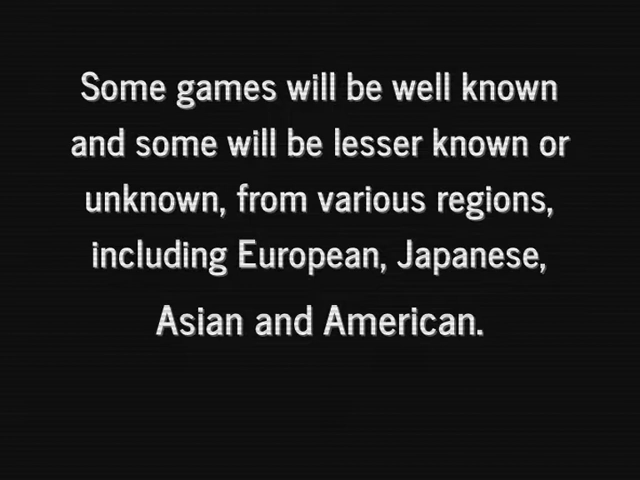 Some games will be well known
and some will be lesser known or
unknown, from various regions,
including European, Japanese,
Asian and American.